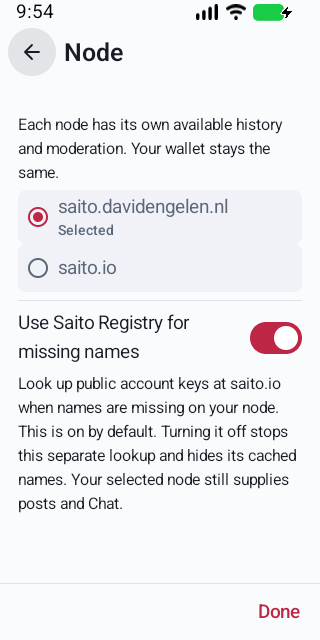 9:54
Node
Each node has its own available history
and moderation. Your wallet stays the
same.
saito.davidengelen.nl
Selected
saito.io
Use Saito Registry for
missing names
Look up public account keys at saito.io
when names are missing on your node.
This is on by default. Turning it off stops
this separate lookup and hides its cached
names. Your selected node still supplies
posts and Chat.
Done